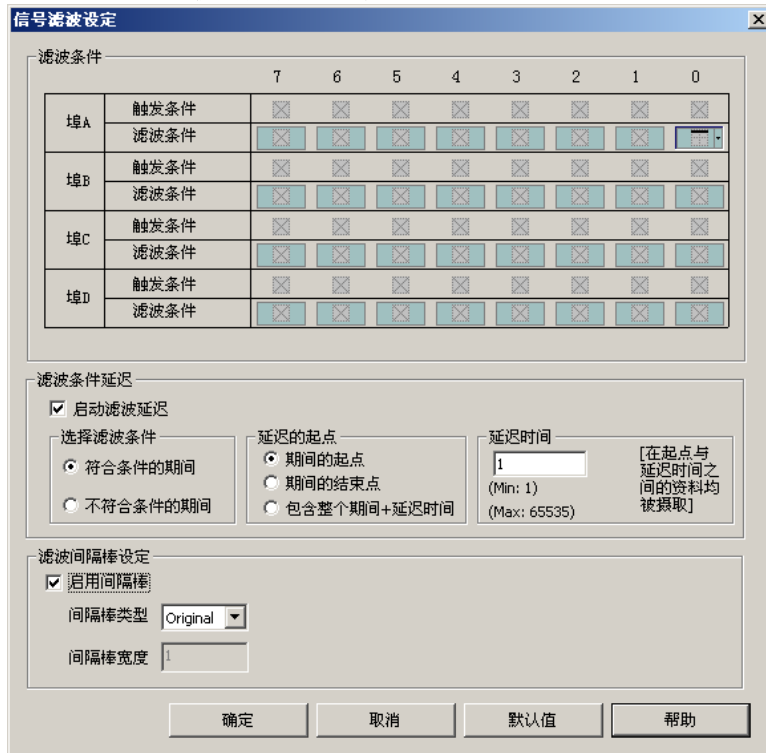 信号滤波设定
滤波条件
7 6 5 4 3 2 1 0
埠A 触发条件
滤波条件
埠B 触发条件
滤波条件
埠C 触发条件
滤波条件
埠D 触发条件
滤波条件
滤波条件延迟
启动滤波延迟
选择滤波条件
符合条件的期间
不符合条件的期间
延迟的起点
期间的起点
期间的结束点
包含整个期间+延迟时间
延迟时间
1
(Min: 1)
(Max: 65535)
[在起点与
延迟时间之
间的资料均
被摄取]
滤波间隔棒设定
启用间隔棒
间隔棒类型 Original
间隔棒宽度 1
确定 取消 默认值 帮助